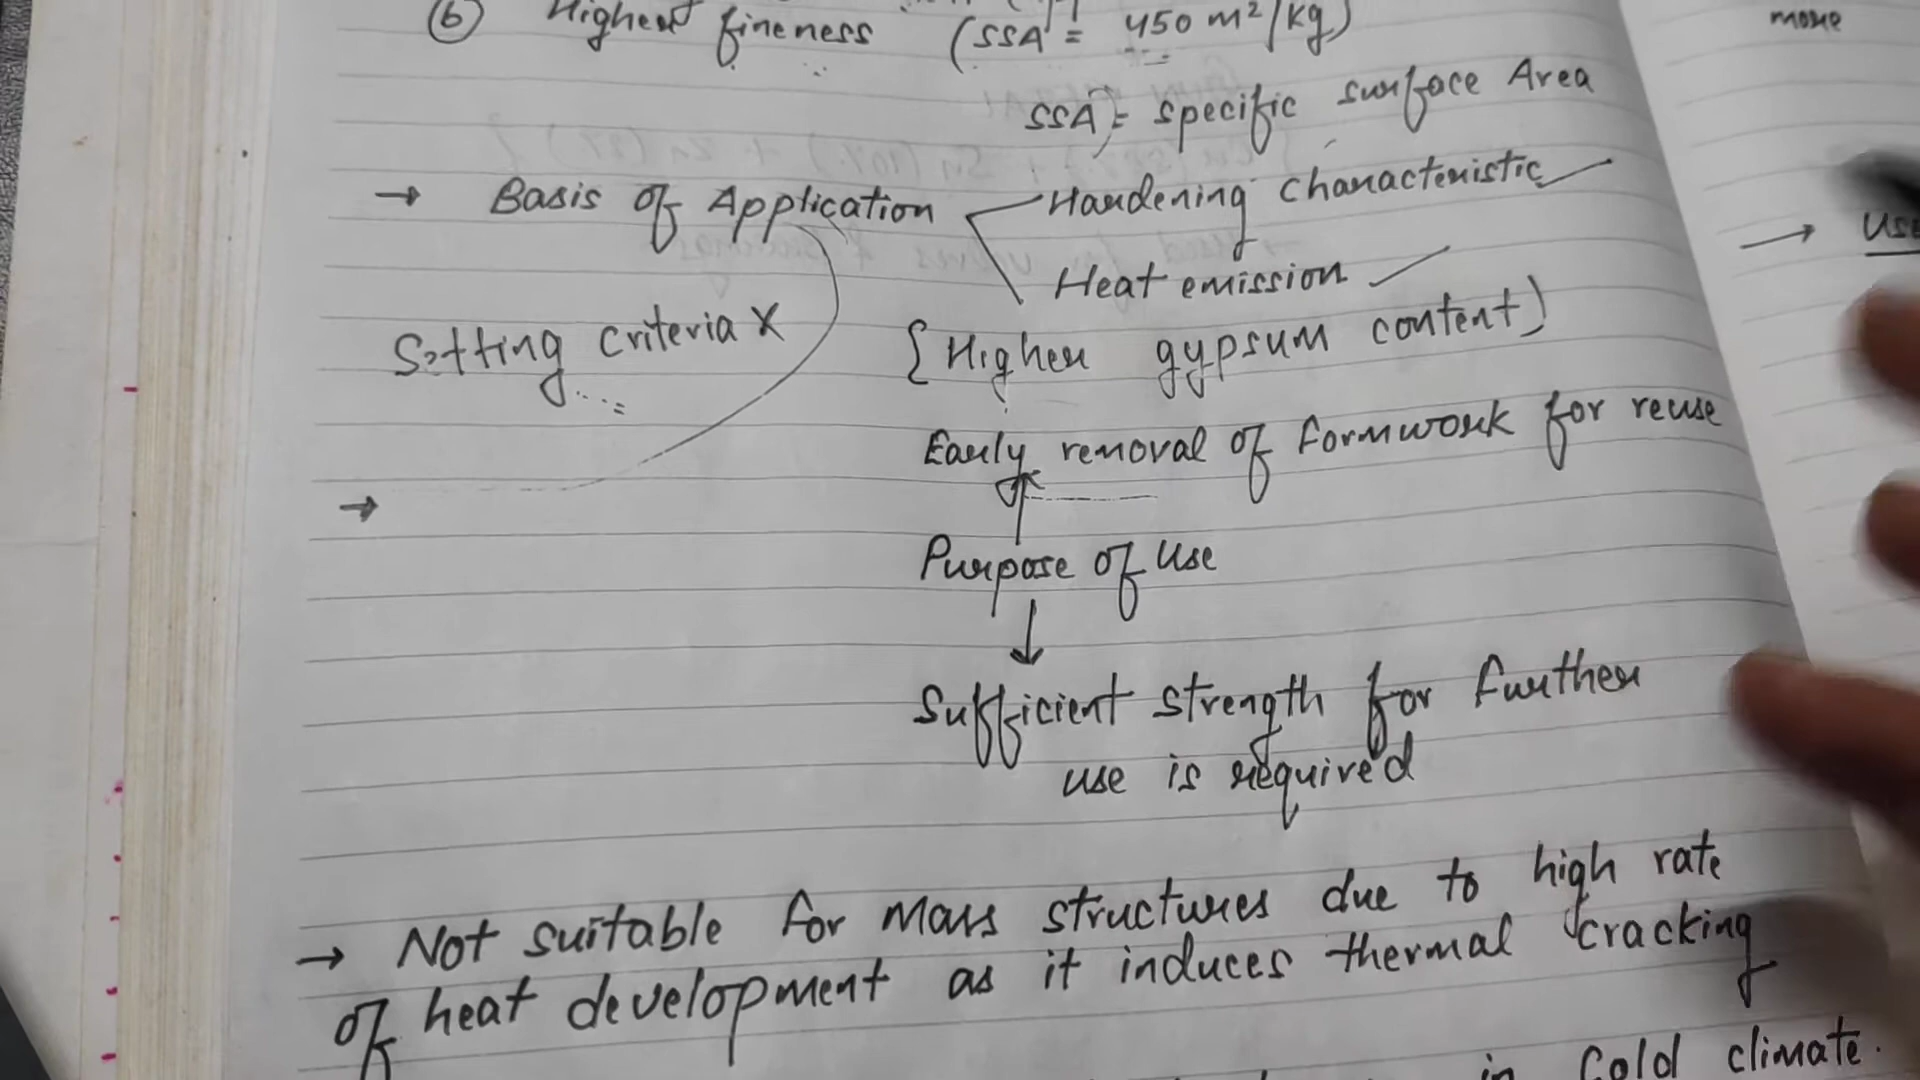 ⑥ Highest fineness (SSA = 450 m²/kg)
SSA = Specific surface Area
→ Basis of Application Hardening characteristic
Heat emission
Setting criteria X {Higher gypsum content}
Early removal of formwork for reuse
→
Purpose of Use
↓
Sufficient strength for further
use is required
→ Not suitable for mass structures due to high rate
of heat development as it induces thermal cracking
in Cold climate.
more
→ Use